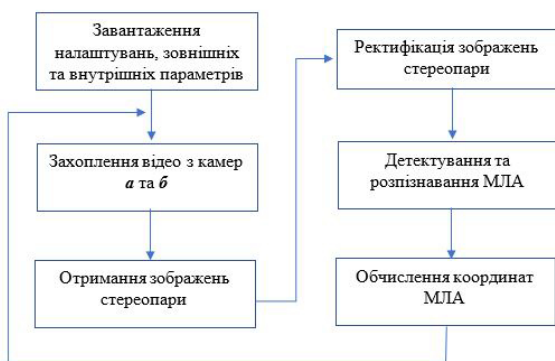 Завантаження
налаштувань, зовнішніх
та внутрішніх параметрів
Захоплення відео з камер
а та б
Отримання зображень
стереопари
Ректифікація зображень
стереопари
Детектування та
розпізнавання МЛА
Обчислення координат
МЛА